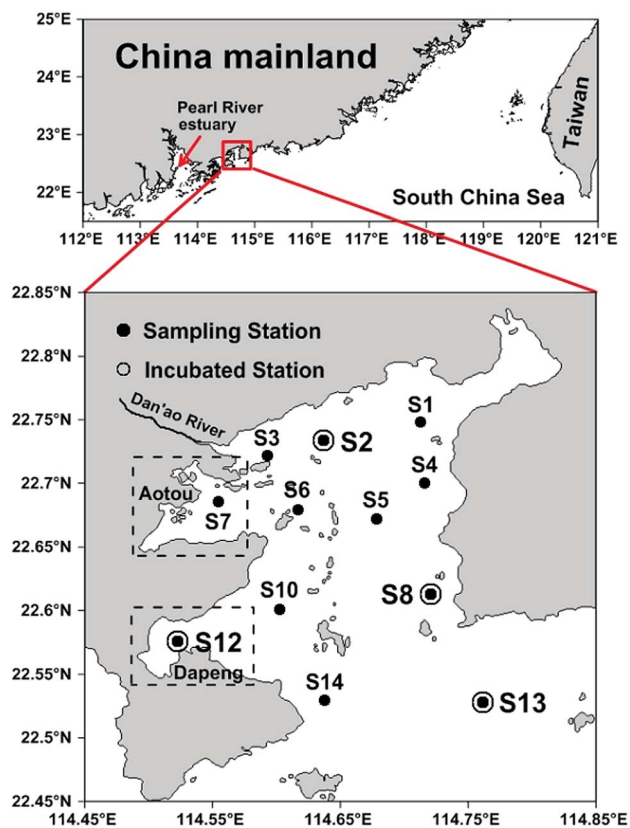 25°E
24°E
23°E
22°E
China mainland
Pearl River
estuary
Taiwan
South China Sea
112°E 113°E 114°E 115°E 116°E 117°E 118°E 119°E 120°E 121°E
22.85°N
22.8°N
22.75°N
22.7°N
22.65°N
22.6°N
22.55°N
22.5°N
22.45°N
Sampling Station
Incubated Station
Dan'ao River
S1
S3
S2
S4
Aotou
S6
S5
S7
S8
S10
S12
Dapeng
S14
S13
114.45°E 114.55°E 114.65°E 114.75°E 114.85°E